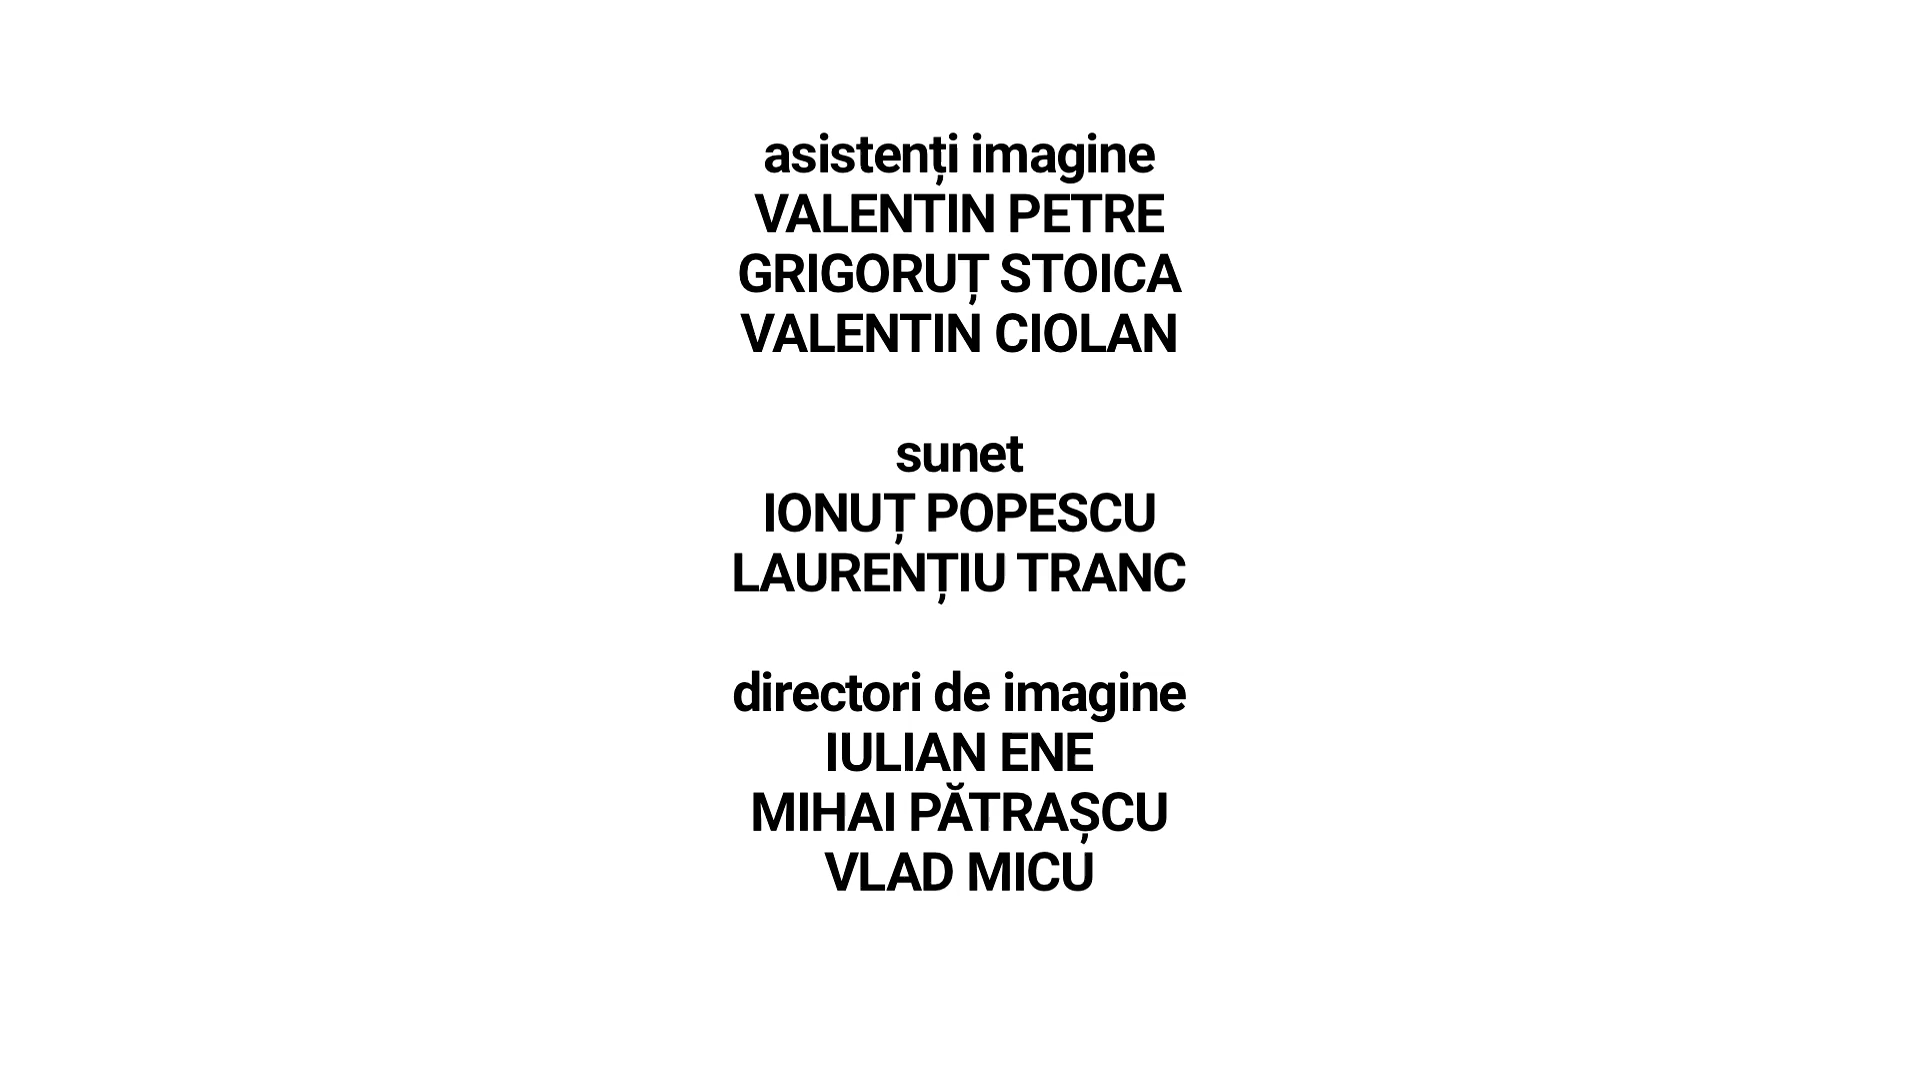 asistenți imagine
VALENTIN PETRE
GRIGORUȚ STOICA
VALENTIN CIOLAN
sunet
IONUȚ POPESCU
LAURENȚIU TRANC
directori de imagine
IULIAN ENE
MIHAI PĂTRAȘCU
VLAD MICU